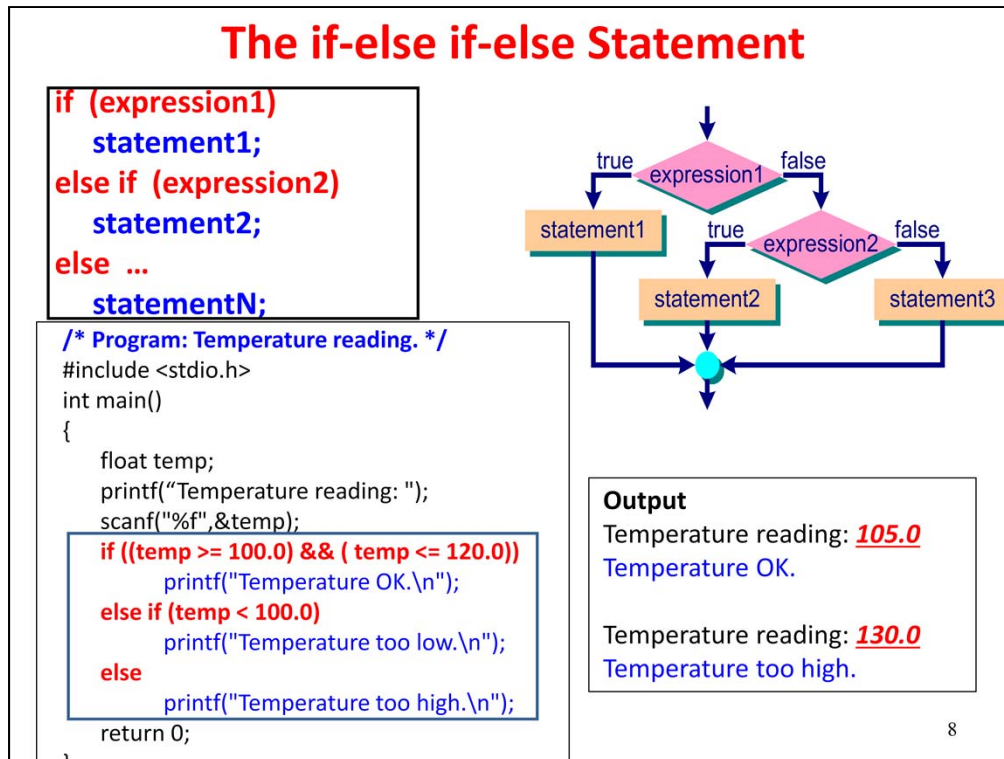 The if-else if-else Statement
if (expression1)
statement1;
else if (expression2)
statement2;
else …
statementN;
/* Program: Temperature reading. */
#include <stdio.h>
int main()
{
float temp;
printf(“Temperature reading: ");
scanf("%f",&temp);
if ((temp >= 100.0) && ( temp <= 120.0))
printf("Temperature OK.\n");
else if (temp < 100.0)
printf("Temperature too low.\n");
else
printf("Temperature too high.\n");
return 0;
}
true
expression1
false
statement1
true
expression2
false
statement2
statement3
Output
Temperature reading: 105.0
Temperature OK.
Temperature reading: 130.0
Temperature too high.
8